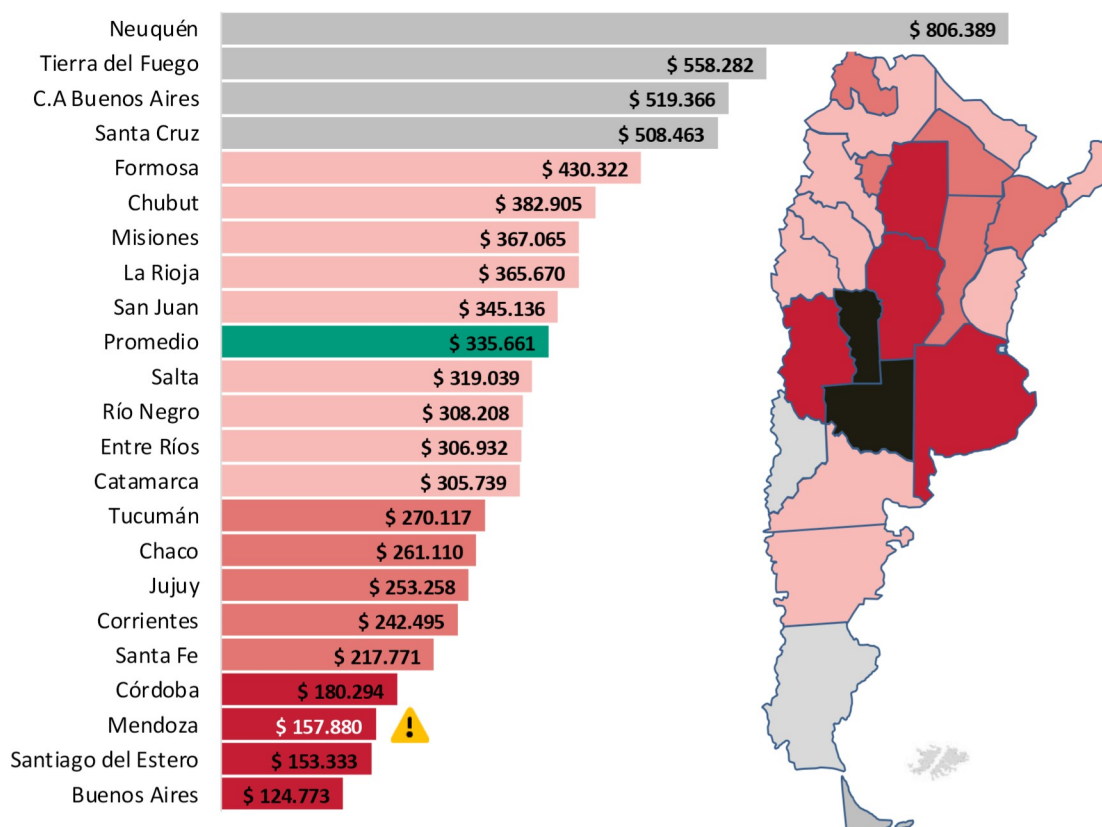 Neuquén $ 806.389
Tierra del Fuego $ 558.282
C.A Buenos Aires $ 519.366
Santa Cruz $ 508.463
Formosa $ 430.322
Chubut $ 382.905
Misiones $ 367.065
La Rioja $ 365.670
San Juan $ 345.136
Promedio $ 335.661
Salta $ 319.039
Río Negro $ 308.208
Entre Ríos $ 306.932
Catamarca $ 305.739
Tucumán $ 270.117
Chaco $ 261.110
Jujuy $ 253.258
Corrientes $ 242.495
Santa Fe $ 217.771
Córdoba $ 180.294
Mendoza $ 157.880
Santiago del Estero $ 153.333
Buenos Aires $ 124.773